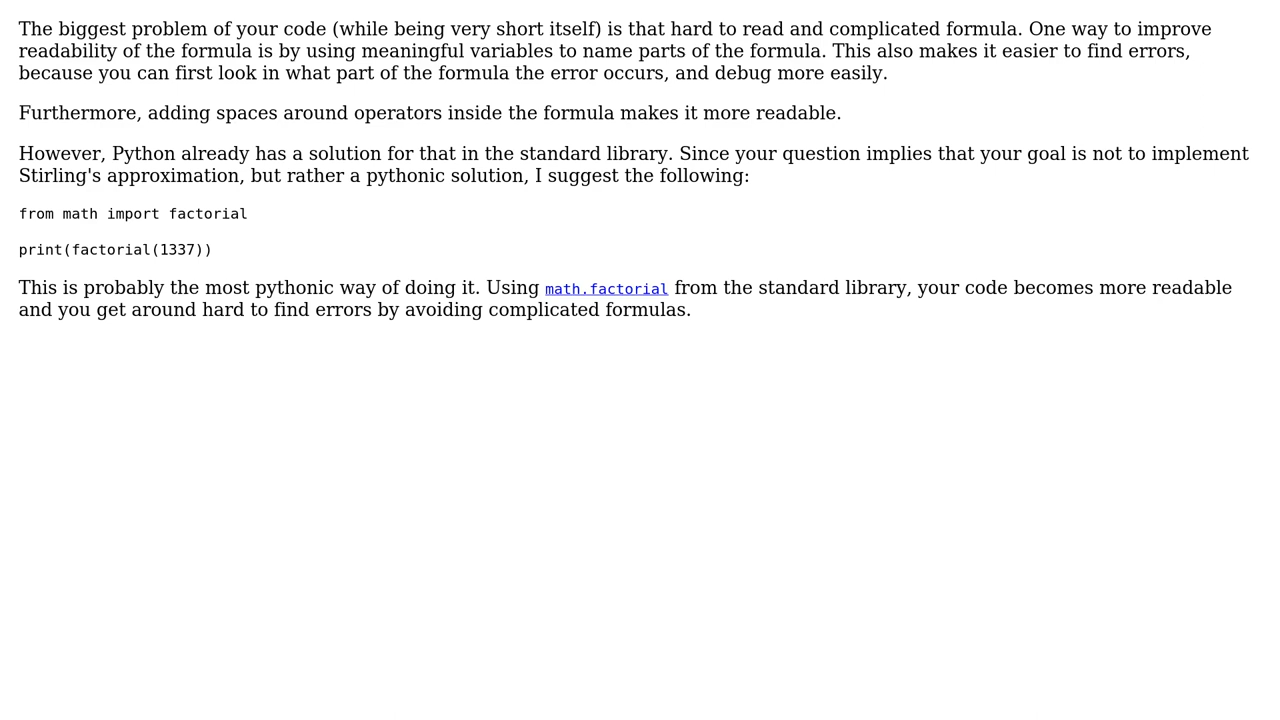 The biggest problem of your code (while being very short itself) is that hard to read and complicated formula. One way to improve
readability of the formula is by using meaningful variables to name parts of the formula. This also makes it easier to find errors,
because you can first look in what part of the formula the error occurs, and debug more easily.
Furthermore, adding spaces around operators inside the formula makes it more readable.
However, Python already has a solution for that in the standard library. Since your question implies that your goal is not to implement
Stirling's approximation, but rather a pythonic solution, I suggest the following:
from math import factorial
print(factorial(1337))
This is probably the most pythonic way of doing it. Using math.factorial from the standard library, your code becomes more readable
and you get around hard to find errors by avoiding complicated formulas.